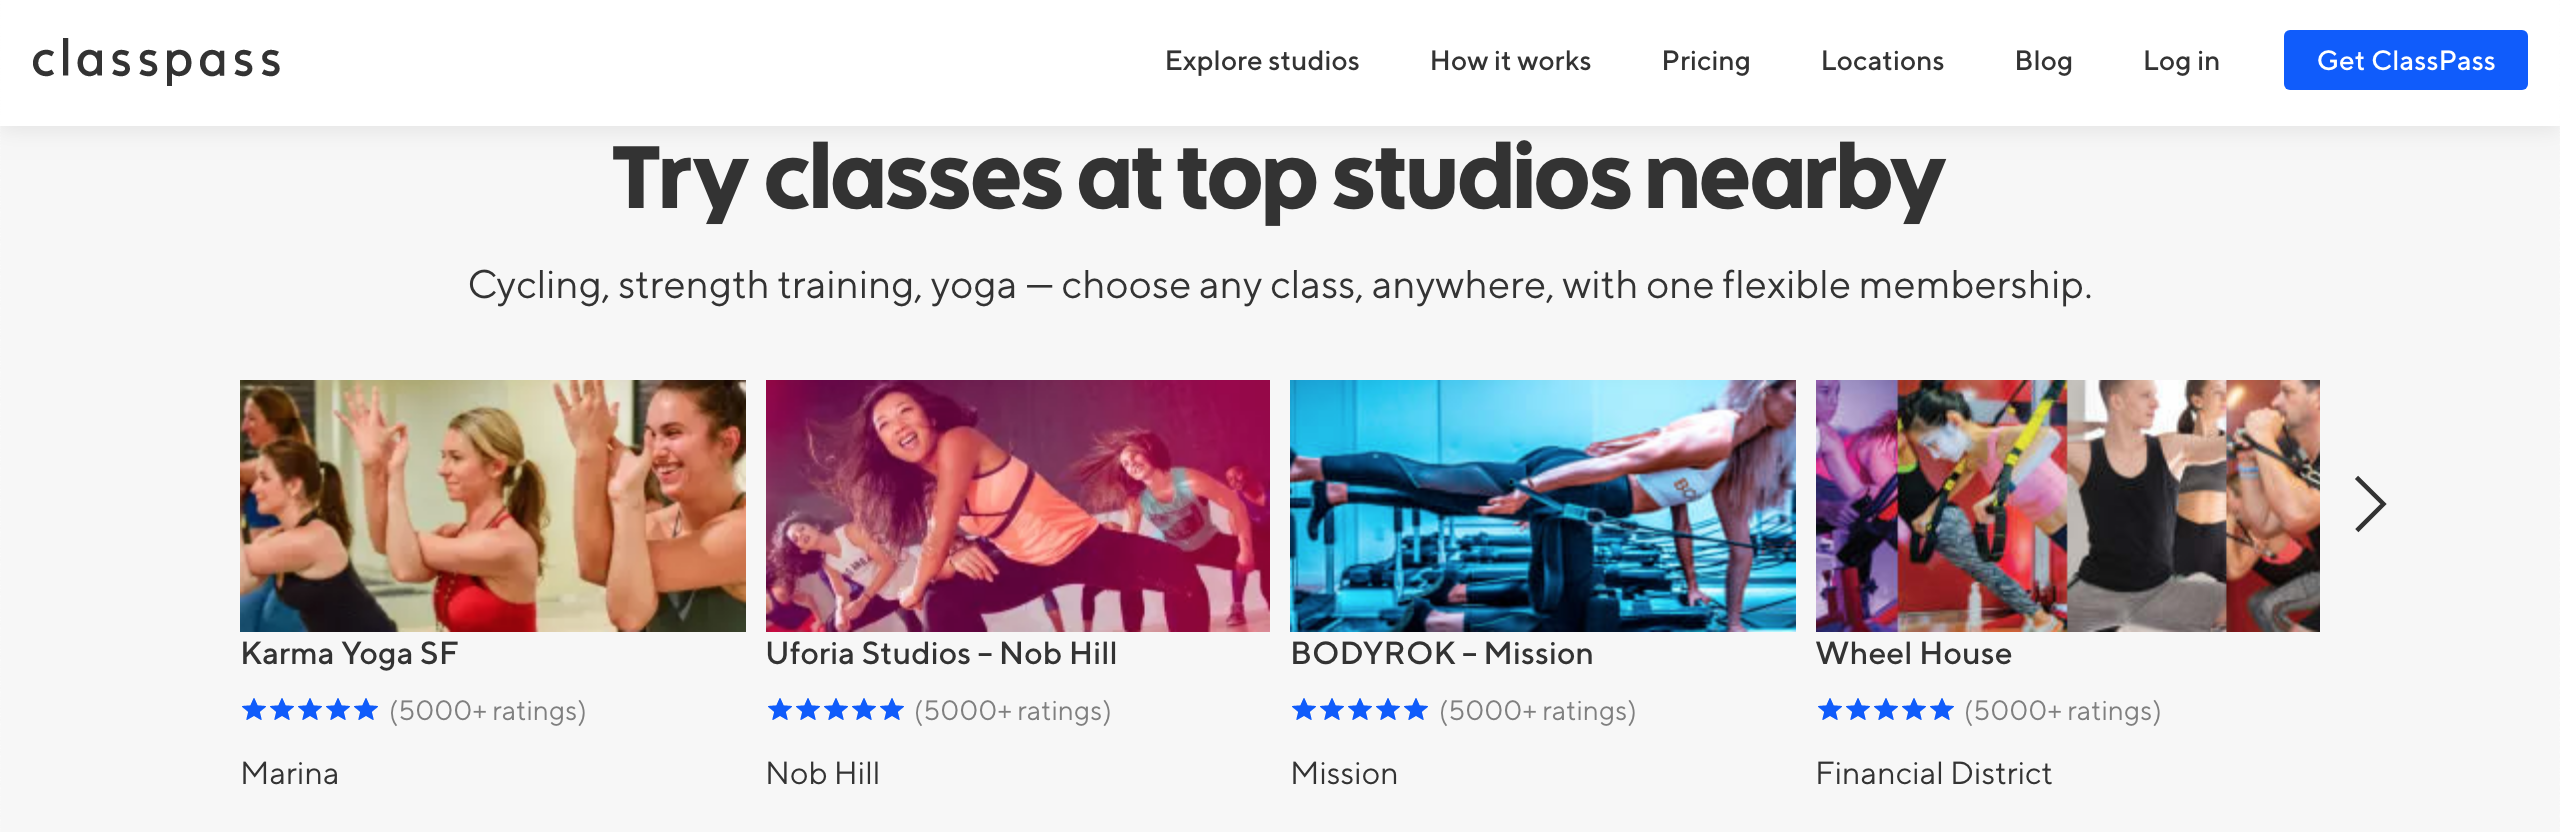 classpass
Explore studios
How it works
Pricing
Locations
Blog
Log in
Get ClassPass
Try classes at top studios nearby
Cycling, strength training, yoga — choose any class, anywhere, with one flexible membership.
Karma Yoga SF
(5000+ ratings)
Marina
Uforia Studios – Nob Hill
(5000+ ratings)
Nob Hill
BODYROK – Mission
(5000+ ratings)
Mission
Wheel House
(5000+ ratings)
Financial District